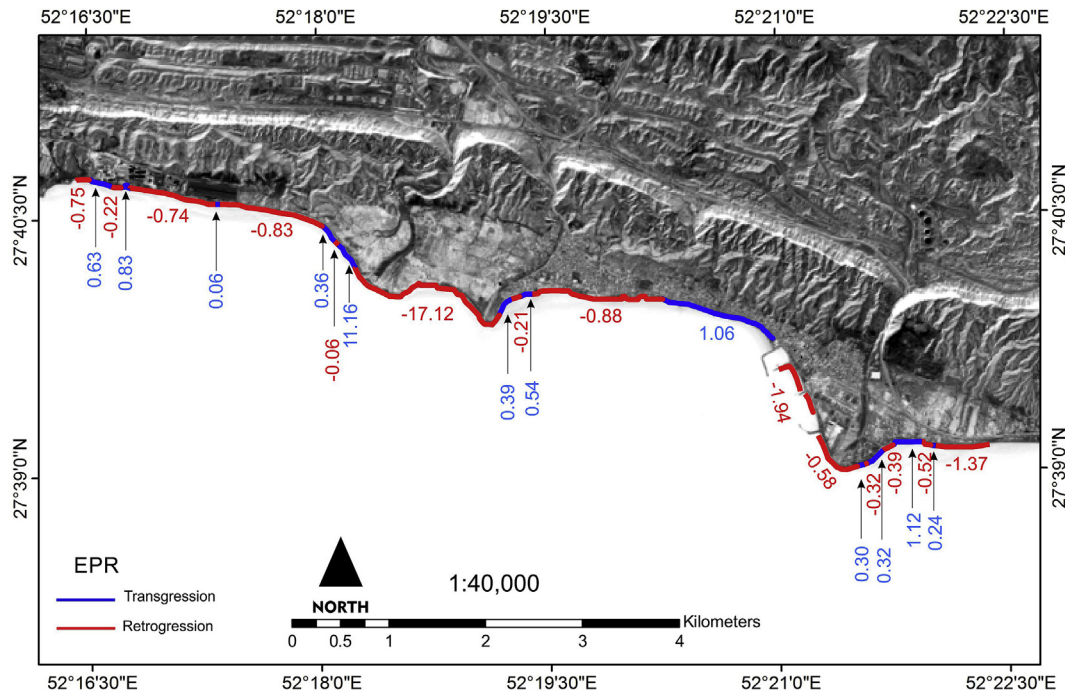 52°16'30"E 52°18'0"E 52°19'30"E 52°21'0"E 52°22'30"E
27°40'30"N
27°40'30"N
27°39'0"N
27°39'0"N
-0.75
0.63
-0.22
0.83
-0.74
0.06
-0.83
0.36
-0.06
11.16
-17.12
0.39
-0.21
0.54
-0.88
1.06
-1.94
-0.58
0.30
-0.32
0.32
-0.39
1.12
-0.52
0.24
-1.37
EPR
Transgression
Retrogression
NORTH
1:40,000
Kilometers
0 0.5 1 2 3 4
52°16'30"E 52°18'0"E 52°19'30"E 52°21'0"E 52°22'30"E